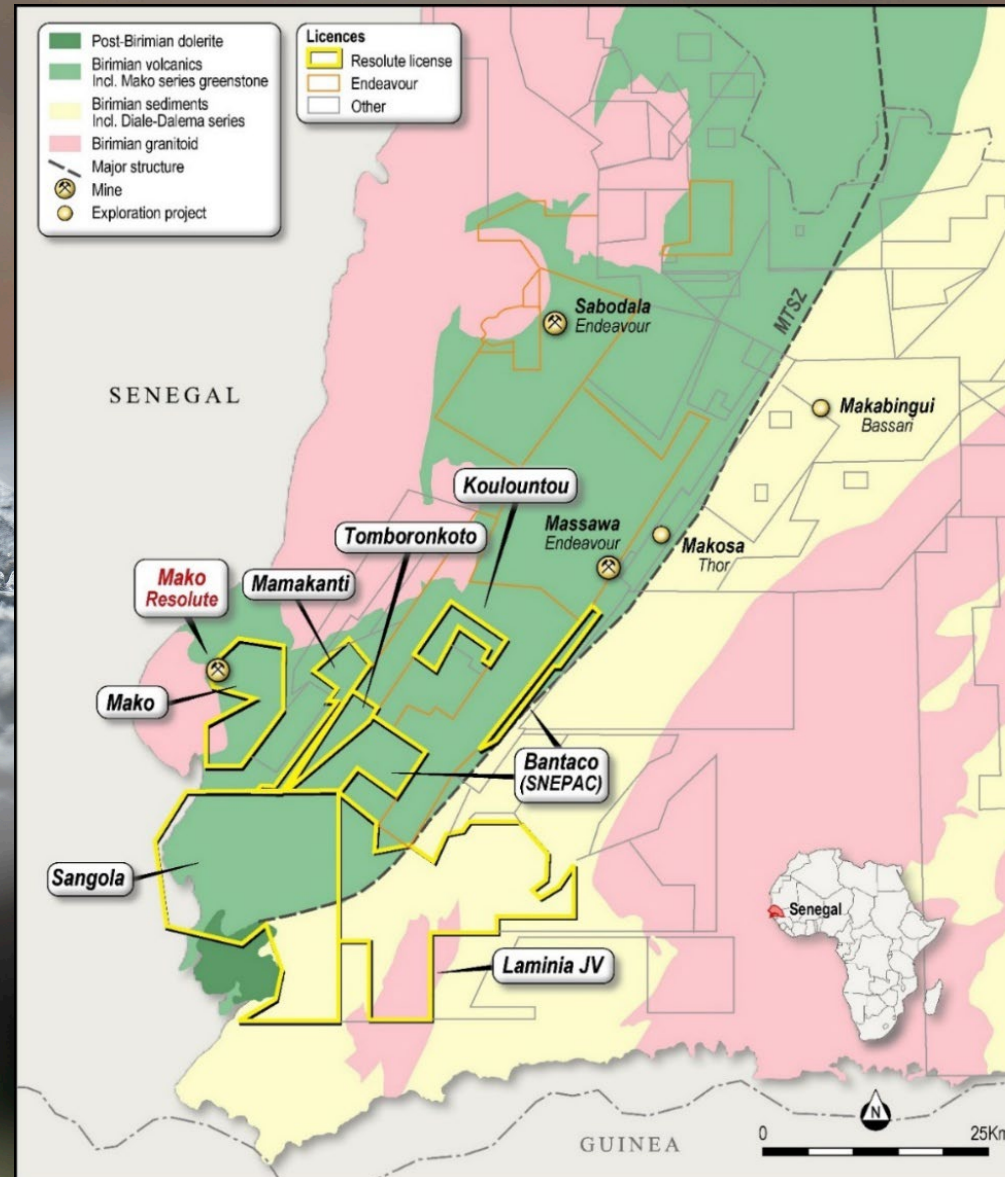 Post-Birimian dolerite
Birimian volcanics
Incl. Mako series greenstone
Birimian sediments
Incl. Diale-Dalema series
Birimian granitoid
Major structure
Mine
Exploration project
Licences
Resolute license
Endeavour
Other
MTSZ
Sabodala
Endeavour
SENEGAL
Makabingui
Bassari
Koulountou
Massawa
Endeavour
Tomboronkoto
Makosa
Thor
Mako
Resolute
Mamakanti
Mako
Bantaco
(SNEPAC)
Sangola
Senegal
Laminia JV
N
GUINEA
0
25Km